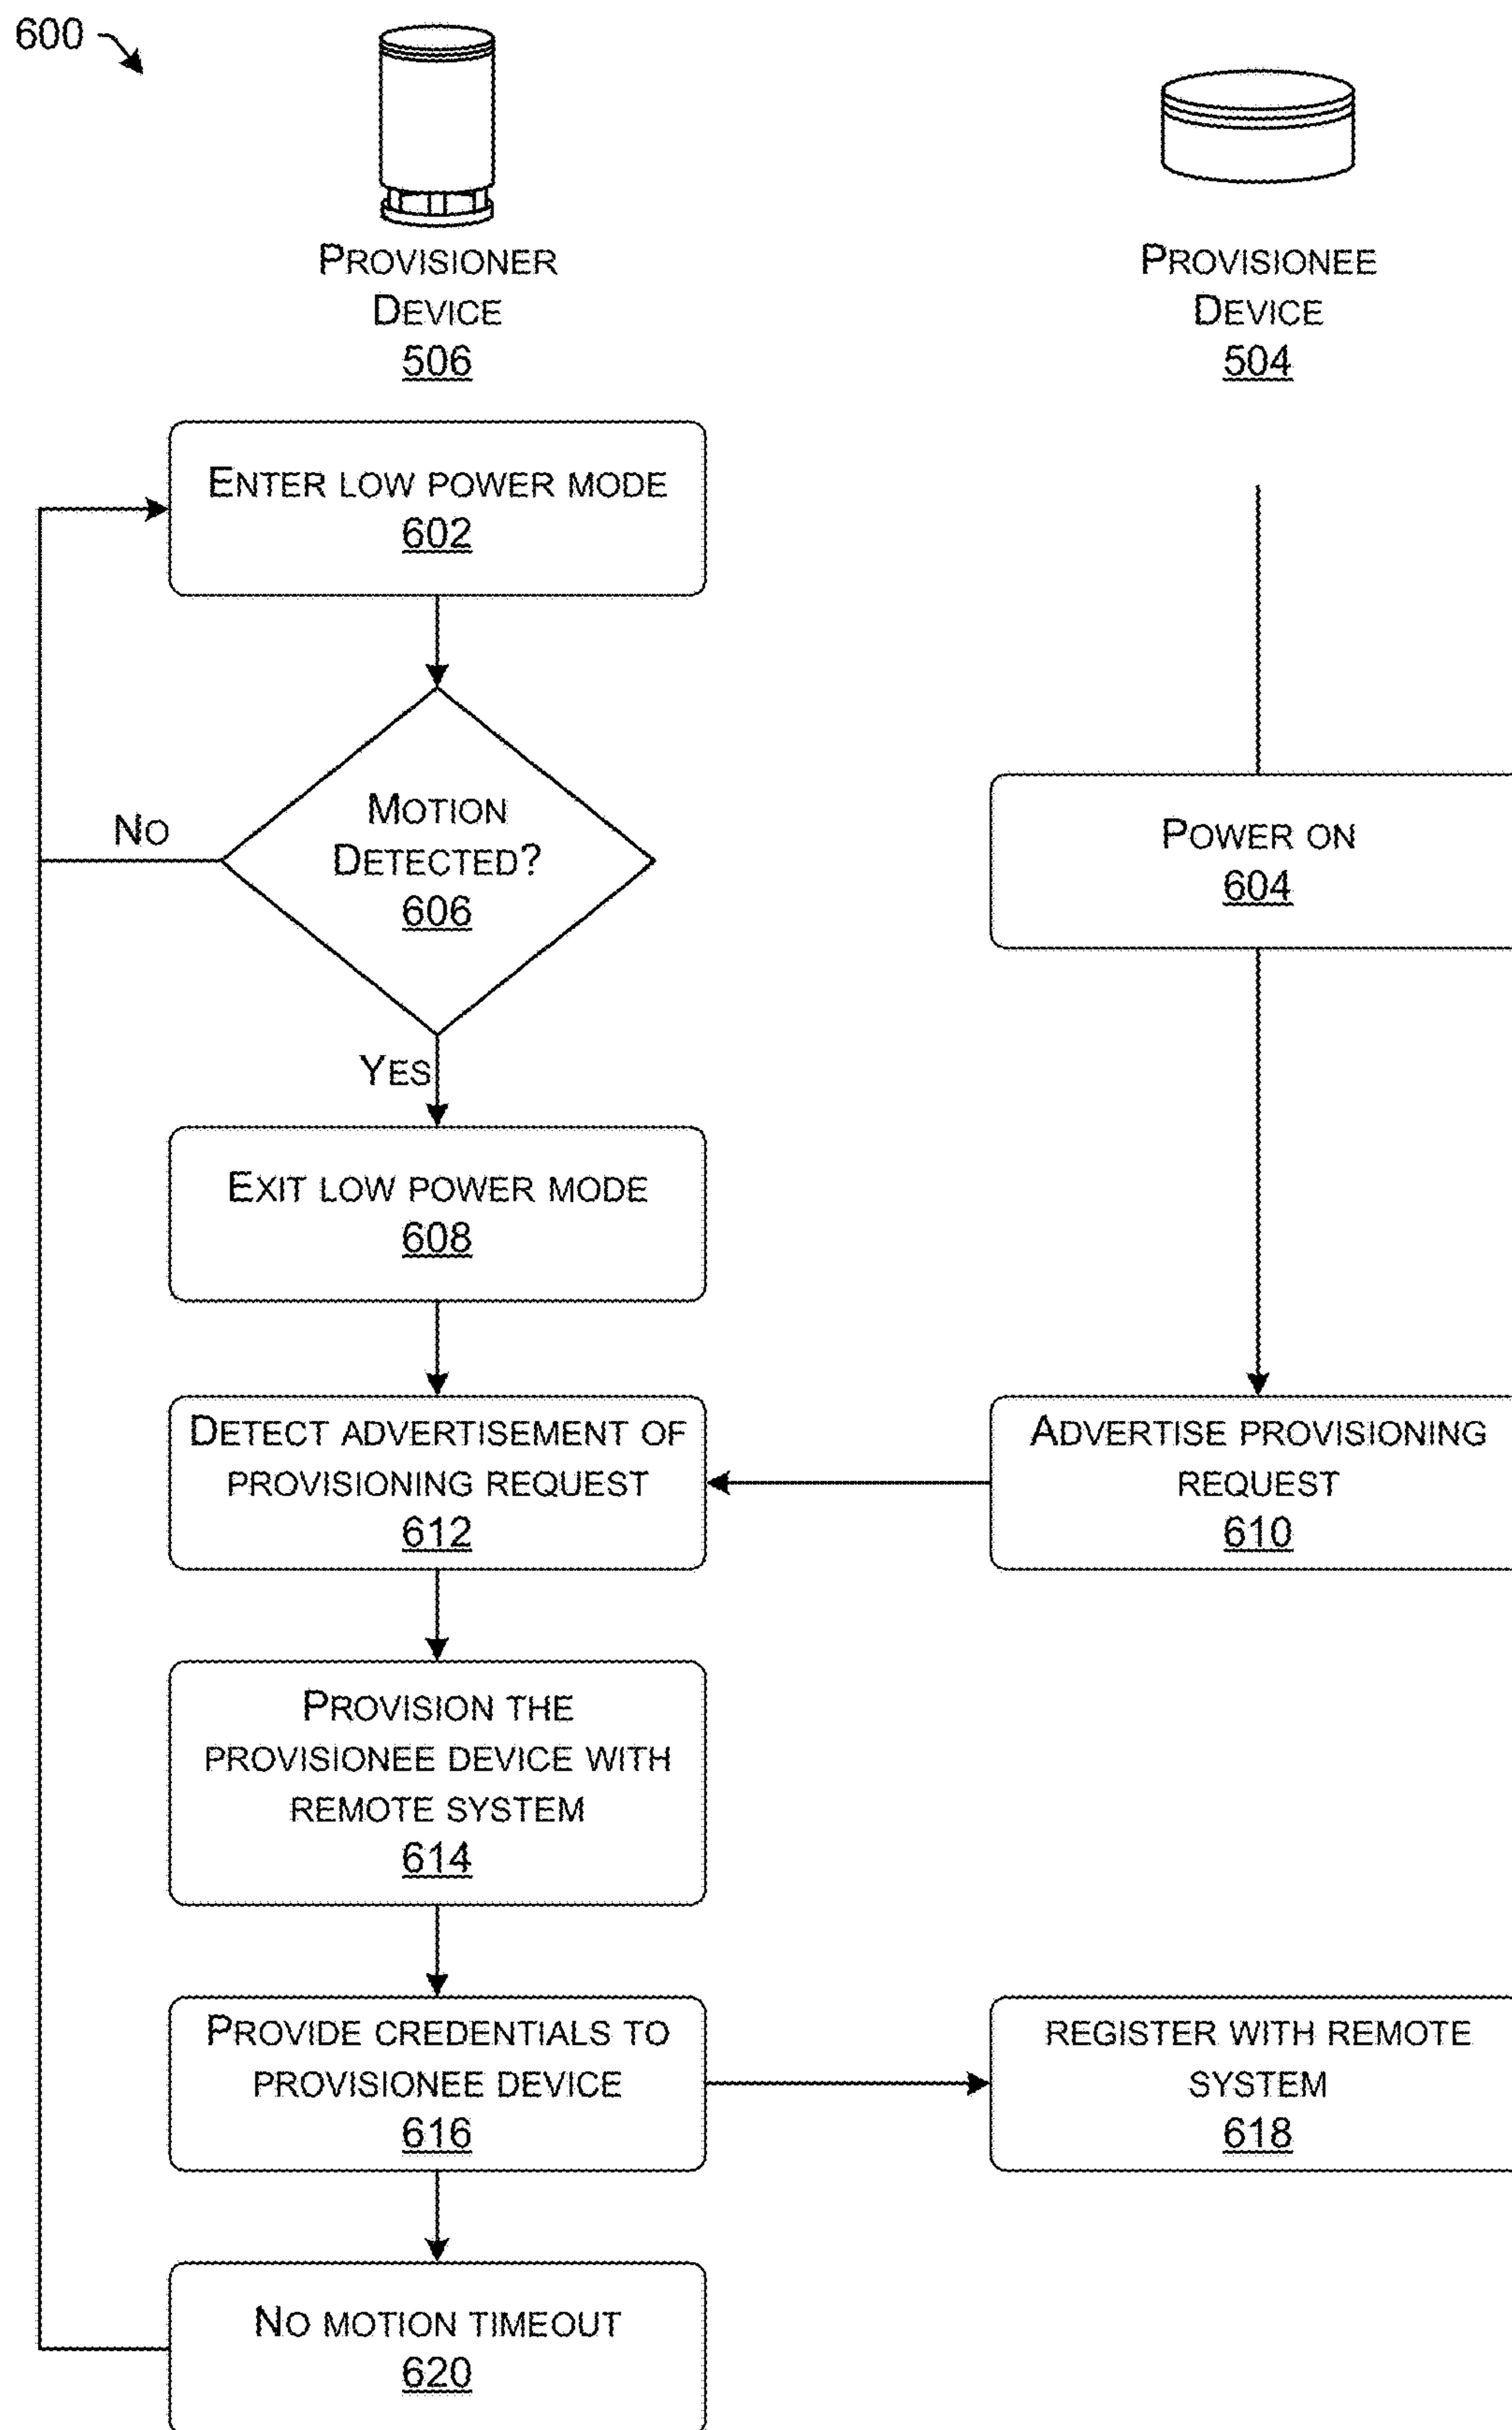 600
PROVISIONER
DEVICE
506
PROVISIONEE
DEVICE
504
ENTER LOW POWER MODE
602
MOTION
DETECTED?
606
NO
POWER ON
604
YES
EXIT LOW POWER MODE
608
DETECT ADVERTISEMENT OF
PROVISIONING REQUEST
612
ADVERTISE PROVISIONING
REQUEST
610
PROVISION THE
PROVISIONEE DEVICE WITH
REMOTE SYSTEM
614
PROVIDE CREDENTIALS TO
PROVISIONEE DEVICE
616
REGISTER WITH REMOTE
SYSTEM
618
NO MOTION TIMEOUT
620